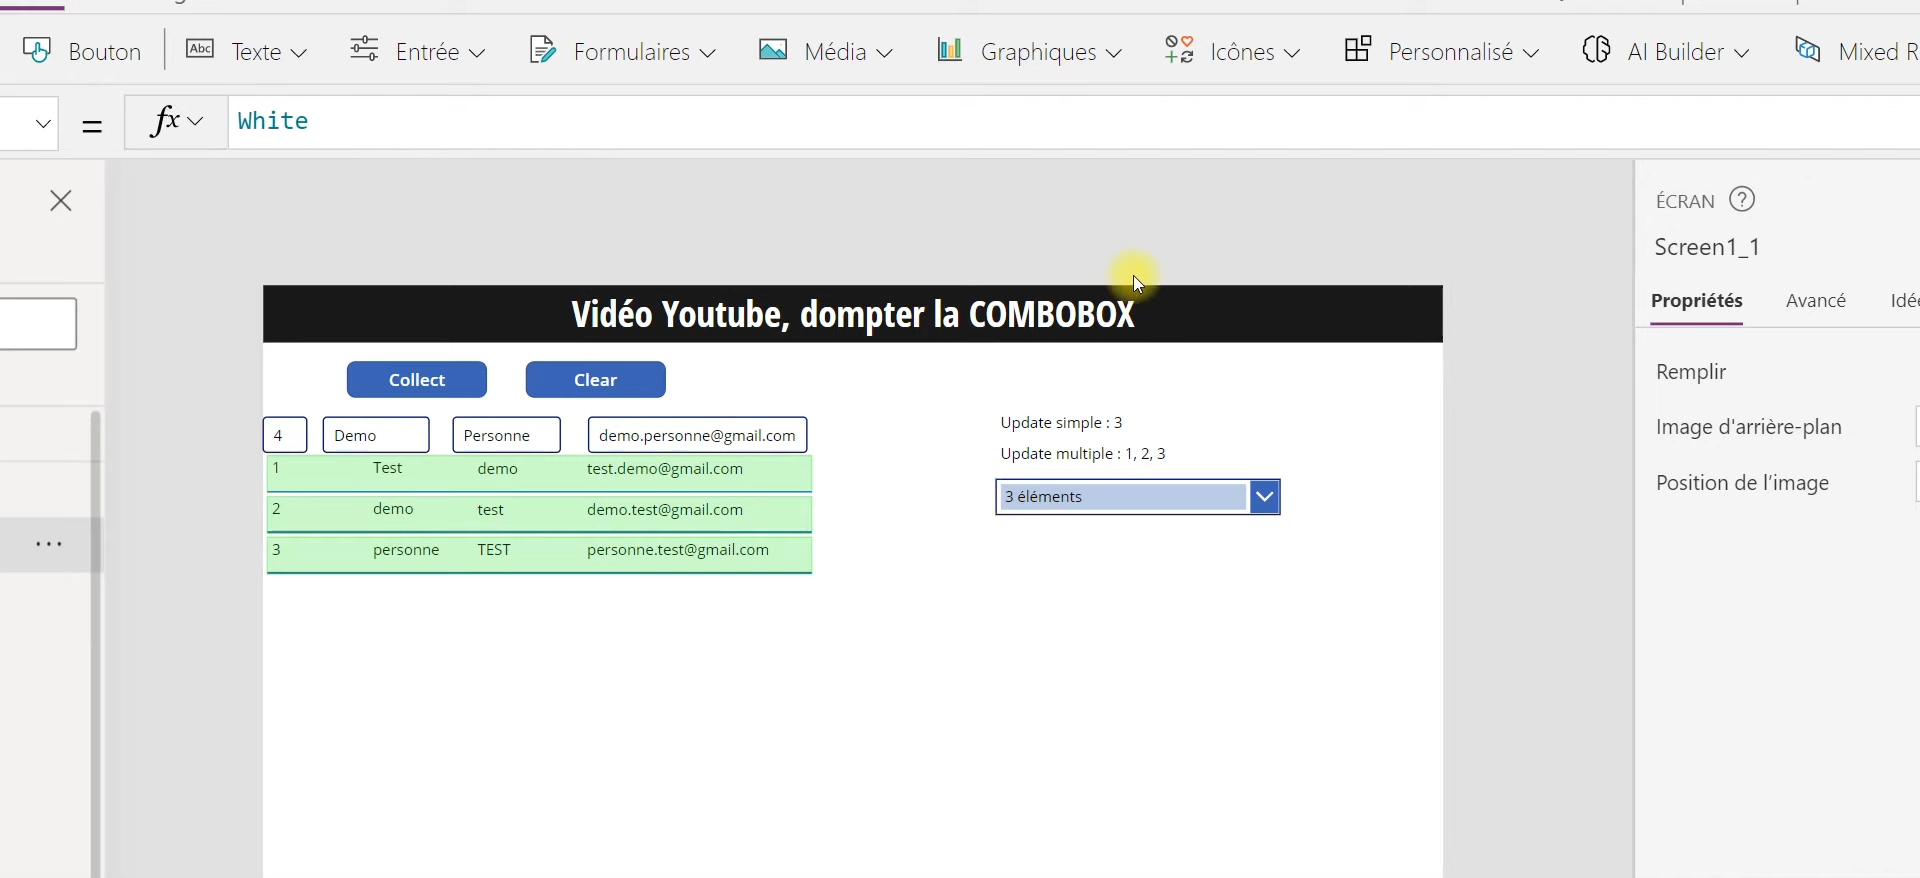 Bouton Abc Texte Entrée Formulaires Média Graphiques Icônes Personnalisé AI Builder Mixed R
= fx White
ÉCRAN ?
Screen1_1
Propriétés Avancé Idé
Remplir
Image d'arrière-plan
Position de l'image
...
Vidéo Youtube, dompter la COMBOBOX
Collect Clear
4 Demo Personne demo.personne@gmail.com
1 Test demo test.demo@gmail.com
2 demo test demo.test@gmail.com
3 personne TEST personne.test@gmail.com
Update simple : 3
Update multiple : 1, 2, 3
3 éléments